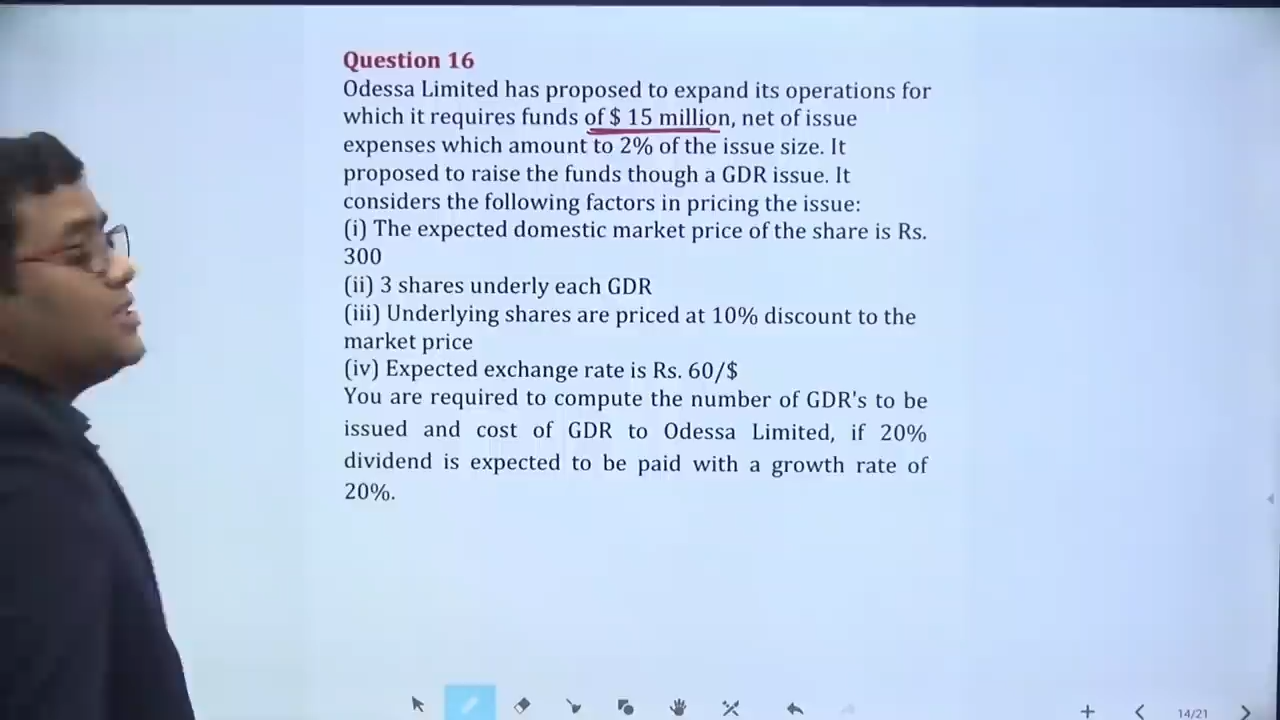 Question 16
Odessa Limited has proposed to expand its operations for
which it requires funds of $ 15 million, net of issue
expenses which amount to 2% of the issue size. It
proposed to raise the funds though a GDR issue. It
considers the following factors in pricing the issue:
(i) The expected domestic market price of the share is Rs.
300
(ii) 3 shares underly each GDR
(iii) Underlying shares are priced at 10% discount to the
market price
(iv) Expected exchange rate is Rs. 60/$
You are required to compute the number of GDR's to be
issued and cost of GDR to Odessa Limited, if 20%
dividend is expected to be paid with a growth rate of
20%.
14/21